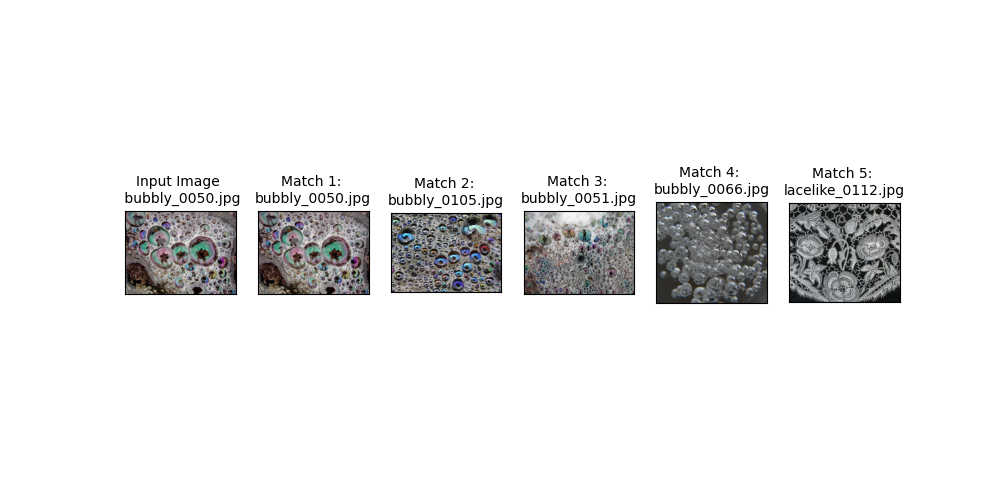 Input Image
bubbly_0050.jpg
Match 1:
bubbly_0050.jpg
Match 2:
bubbly_0105.jpg
Match 3:
bubbly_0051.jpg
Match 4:
bubbly_0066.jpg
Match 5:
lacelike_0112.jpg